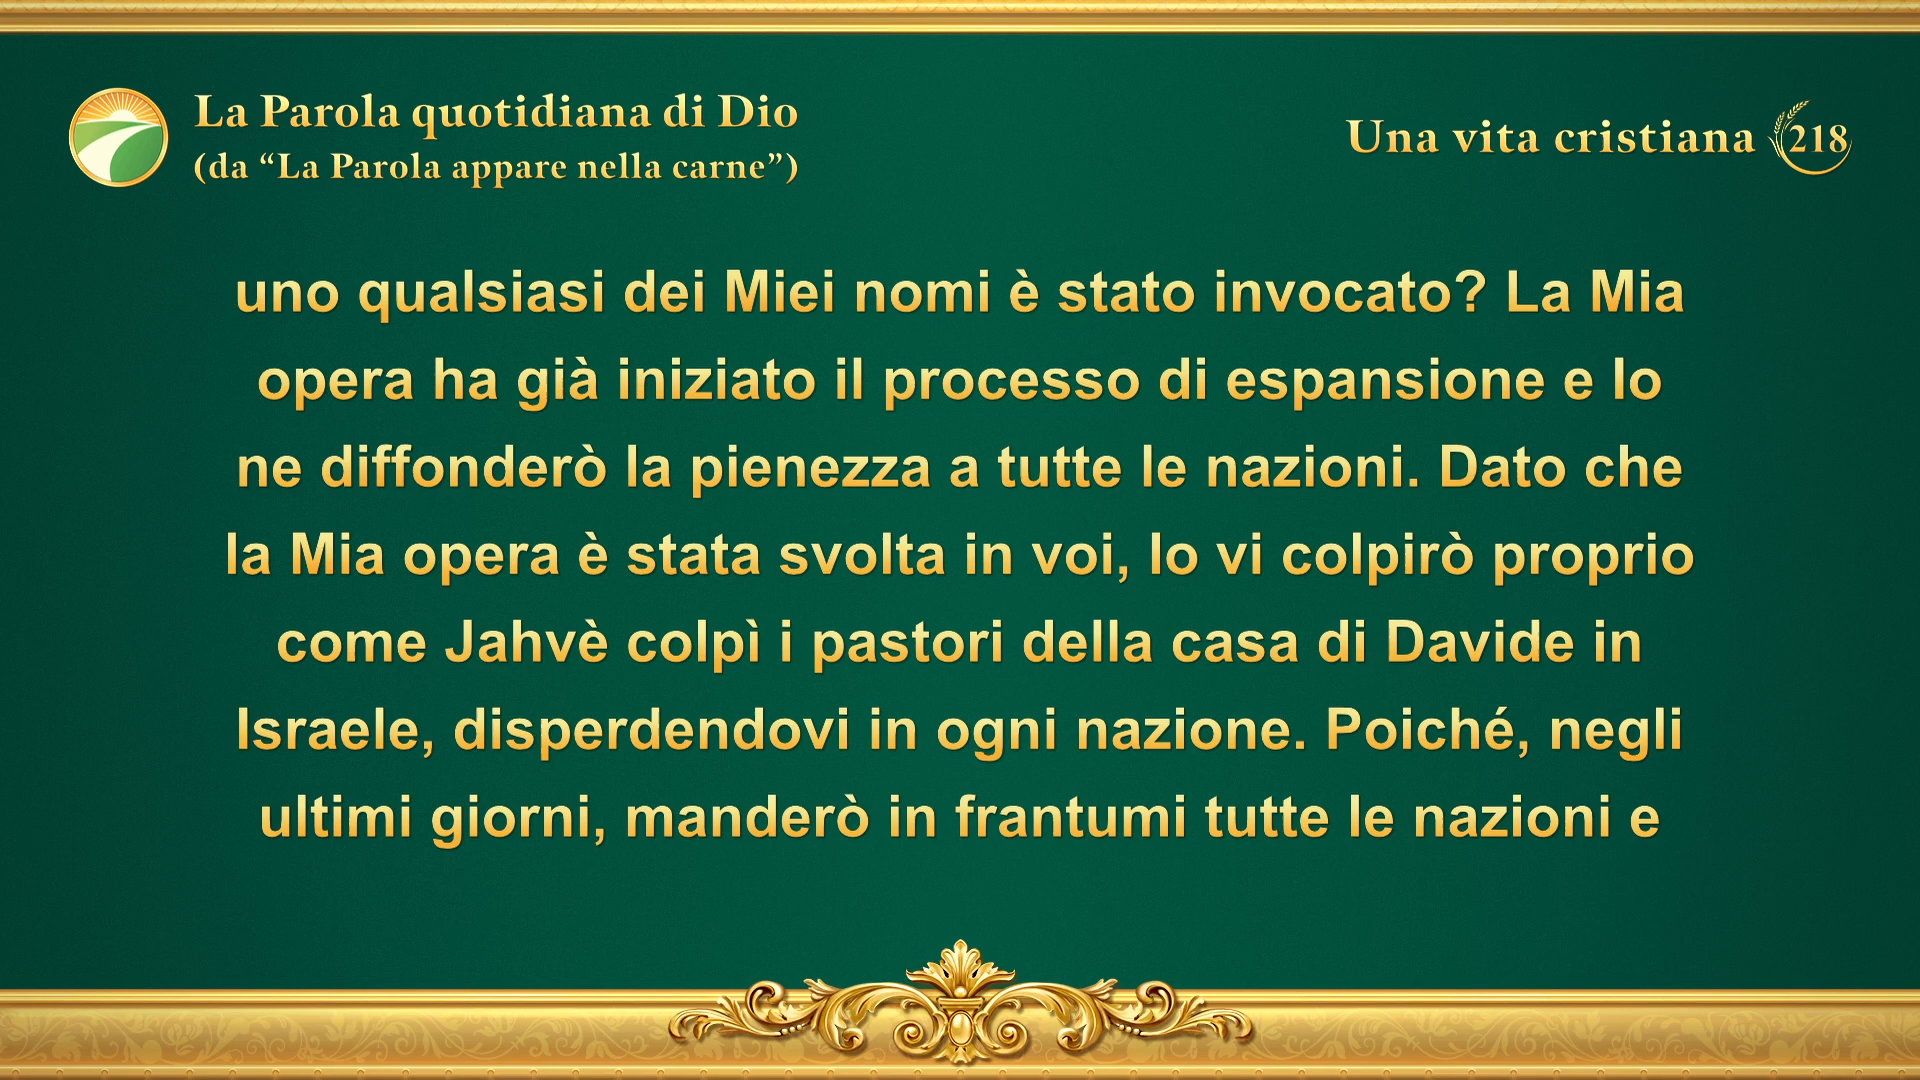 La Parola quotidiana di Dio
(da “La Parola appare nella carne”)
Una vita cristiana 218
uno qualsiasi dei Miei nomi è stato invocato? La Mia
opera ha già iniziato il processo di espansione e Io
ne diffonderò la pienezza a tutte le nazioni. Dato che
la Mia opera è stata svolta in voi, Io vi colpirò proprio
come Jahvè colpì i pastori della casa di Davide in
Israele, disperdendovi in ogni nazione. Poiché, negli
ultimi giorni, manderò in frantumi tutte le nazioni e